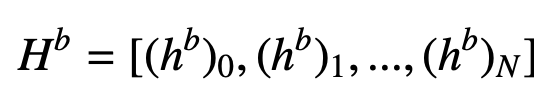 H^b = [(h^b)_0, (h^b)_1, ..., (h^b)_N]